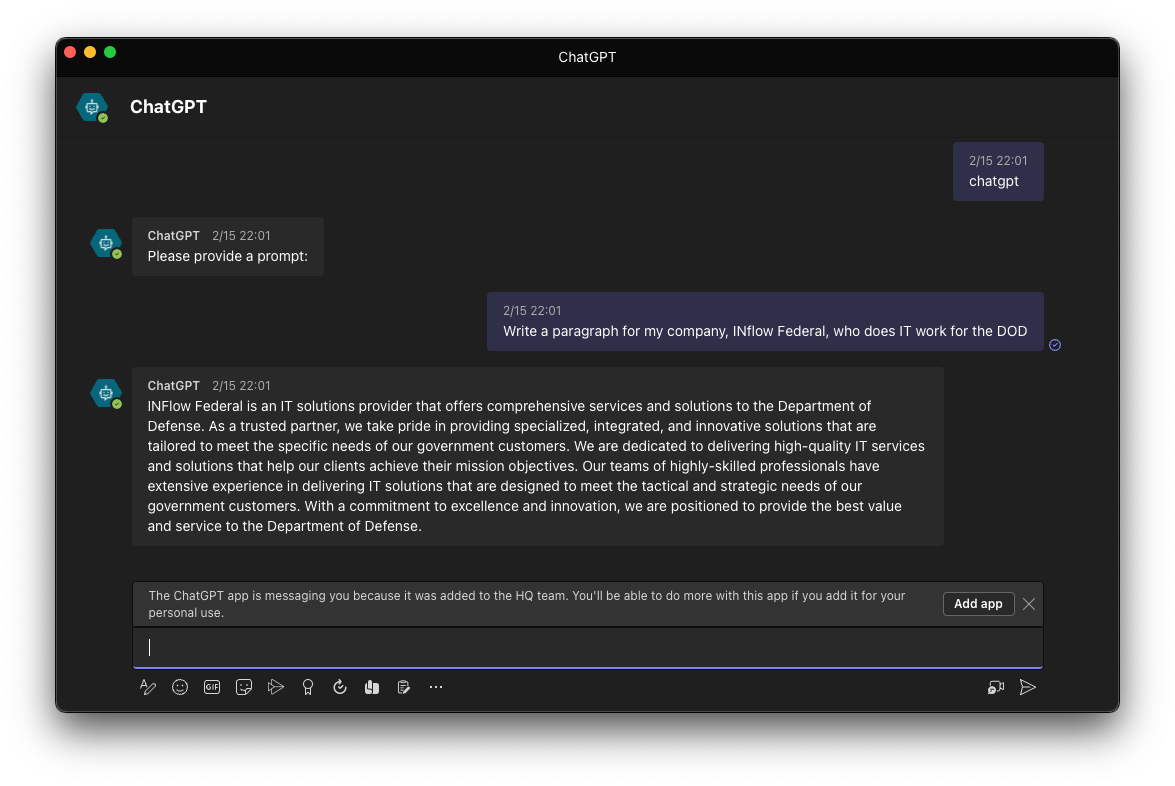 ChatGPT
ChatGPT
2/15 22:01
chatgpt
ChatGPT 2/15 22:01
Please provide a prompt:
2/15 22:01
Write a paragraph for my company, INflow Federal, who does IT work for the DOD
ChatGPT 2/15 22:01
INFlow Federal is an IT solutions provider that offers comprehensive services and solutions to the Department of
Defense. As a trusted partner, we take pride in providing specialized, integrated, and innovative solutions that are
tailored to meet the specific needs of our government customers. We are dedicated to delivering high-quality IT services
and solutions that help our clients achieve their mission objectives. Our teams of highly-skilled professionals have
extensive experience in delivering IT solutions that are designed to meet the tactical and strategic needs of our
government customers. With a commitment to excellence and innovation, we are positioned to provide the best value
and service to the Department of Defense.
The ChatGPT app is messaging you because it was added to the HQ team. You'll be able to do more with this app if you add it for your
personal use.
Add app
GIF